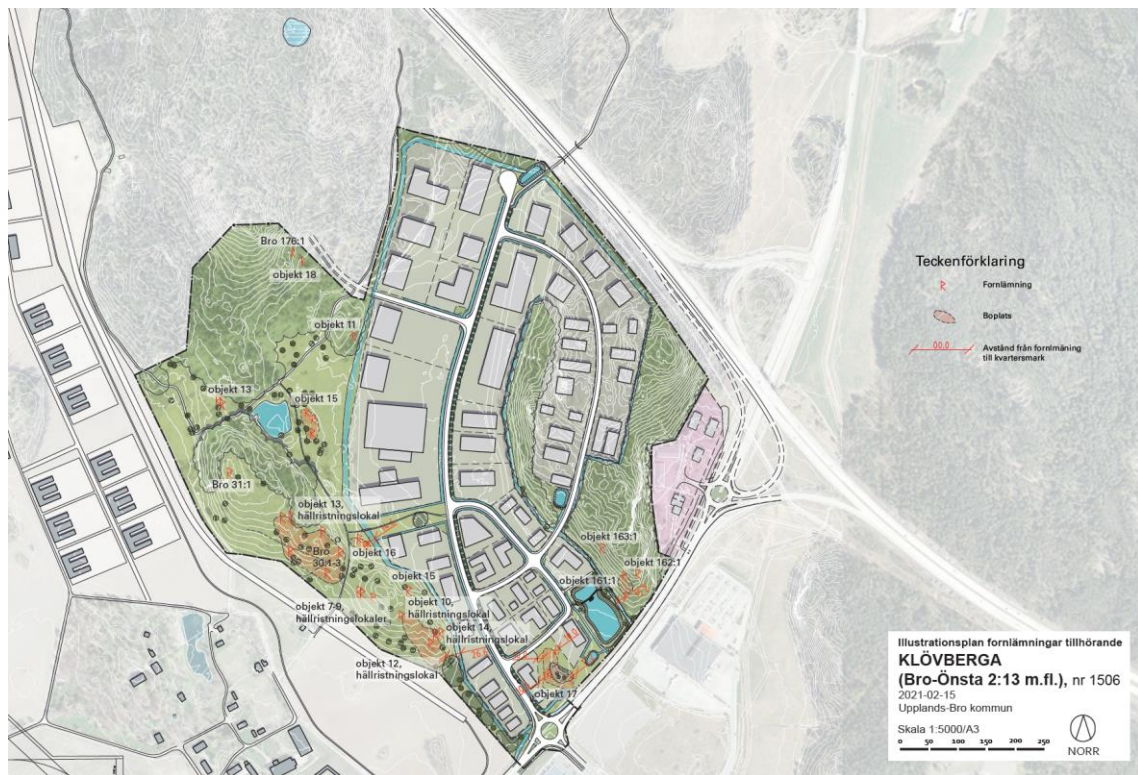 Bro 176:1
objekt 18
objekt 11
objekt 13
objekt 15
Bro 31:1
objekt 13,
hällristningslokal
objekt 16
Bro
30:1-3
objekt 15
objekt 7-9,
hällristningslokaler
objekt 10,
hällristningslokal
objekt 14,
hällristningslokal
objekt 12,
hällristningslokal
objekt 163:1
objekt 162:1
objekt 161:1
objekt 17
Teckenförklaring
Fornlämning
Boplats
00.0
Avstånd från fornlmäning
till kvartersmark
Illustrationsplan fornlämningar tillhörande
KLÖVBERGA
(Bro-Önsta 2:13 m.fl.), nr 1506
2021-02-15
Upplands-Bro kommun
Skala 1:5000/A3
0 50 100 150 200 250
NORR